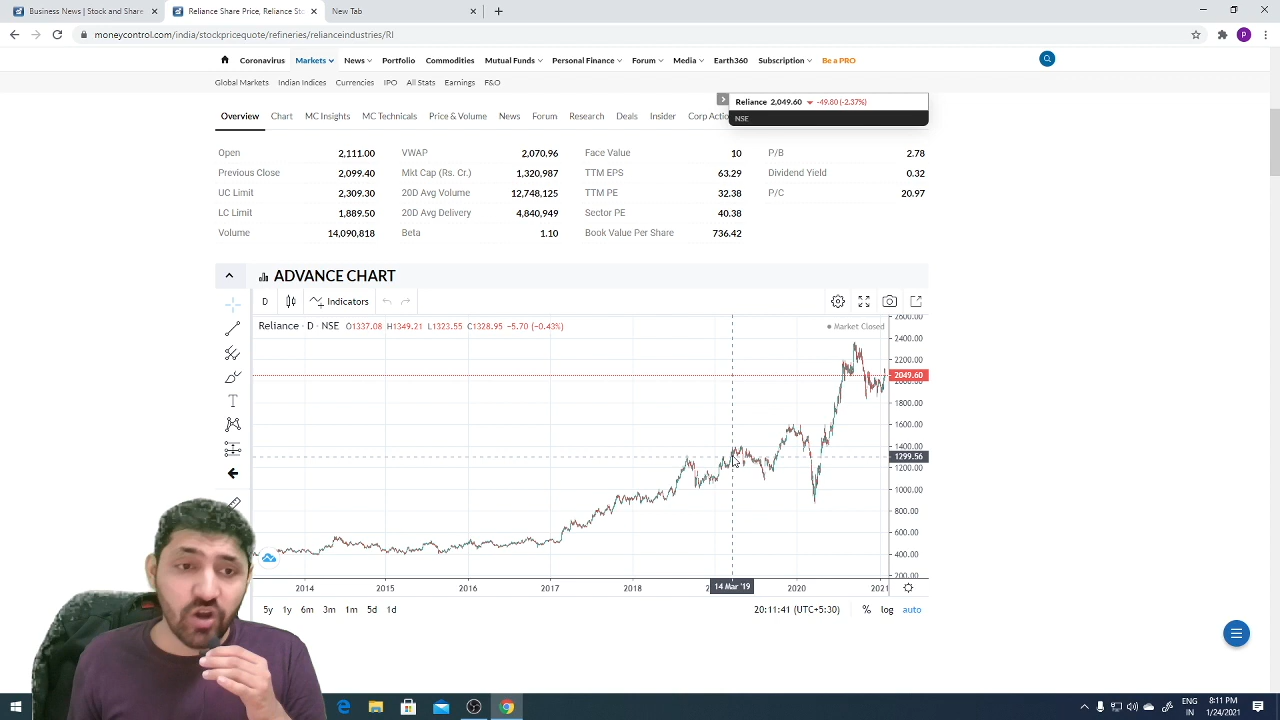 Business News | Stock and S
Reliance Stock Price, Reliance Sto
New Tab
moneycontrol.com/india/stockpricequote/refineries/relianceindustries/RI
P
Coronavirus Markets News Portfolio Commodities Mutual Funds Personal Finance Forum Media Earth360 Subscription Be a PRO
Global Markets Indian Indices Currencies IPO All Stats Earnings F&O
Reliance 2,049.60 -49.80 (-2.37%)
NSE
Overview Chart MC Insights MC Technicals Price & Volume News Forum Research Deals Insider Corp Actio
Open 2,111.00 VWAP 2,070.96 Face Value 10 P/B 2.78
Previous Close 2,099.40 Mkt Cap (Rs. Cr.) 1,320,987 TTM EPS 63.29 Dividend Yield 0.32
UC Limit 2,309.30 20D Avg Volume 12,748,125 TTM PE 32.38 P/C 20.97
LC Limit 1,889.50 20D Avg Delivery 4,840,949 Sector PE 40.38
Volume 14,090,818 Beta 1.10 Book Value Per Share 736.42
ADVANCE CHART
D Indicators
Reliance · D · NSE O1337.08 H1349.21 L1323.55 C1328.95 −5.70 (−0.43%)
Market Closed
2600.00
2400.00
2200.00
2049.60
2000.00
1800.00
1600.00
1400.00
1299.56
1200.00
1000.00
800.00
600.00
400.00
200.00
T
2014 2015 2016 2017 2018 14 Mar '19 2020 2021
5y 1y 6m 3m 1m 5d 1d 20:11:41 (UTC+5:30) % log auto
ENG 8:11 PM
IN 1/24/2021